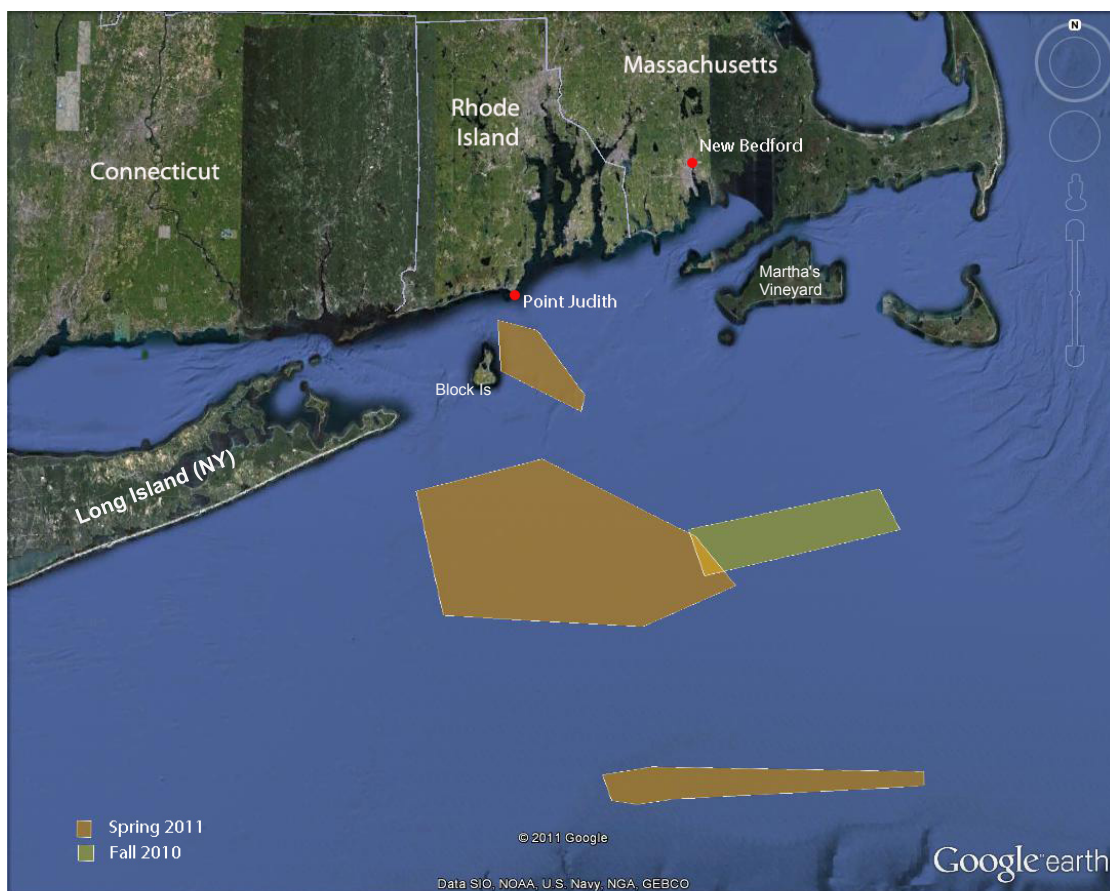 N
Massachusetts
Rhode
Island
New Bedford
Connecticut
Martha's
Vineyard
Point Judith
Block Is
Long Island (NY)
Spring 2011
Fall 2010
© 2011 Google
Google earth
Data SIO, NOAA, U.S. Navy, NGA, GEBCO